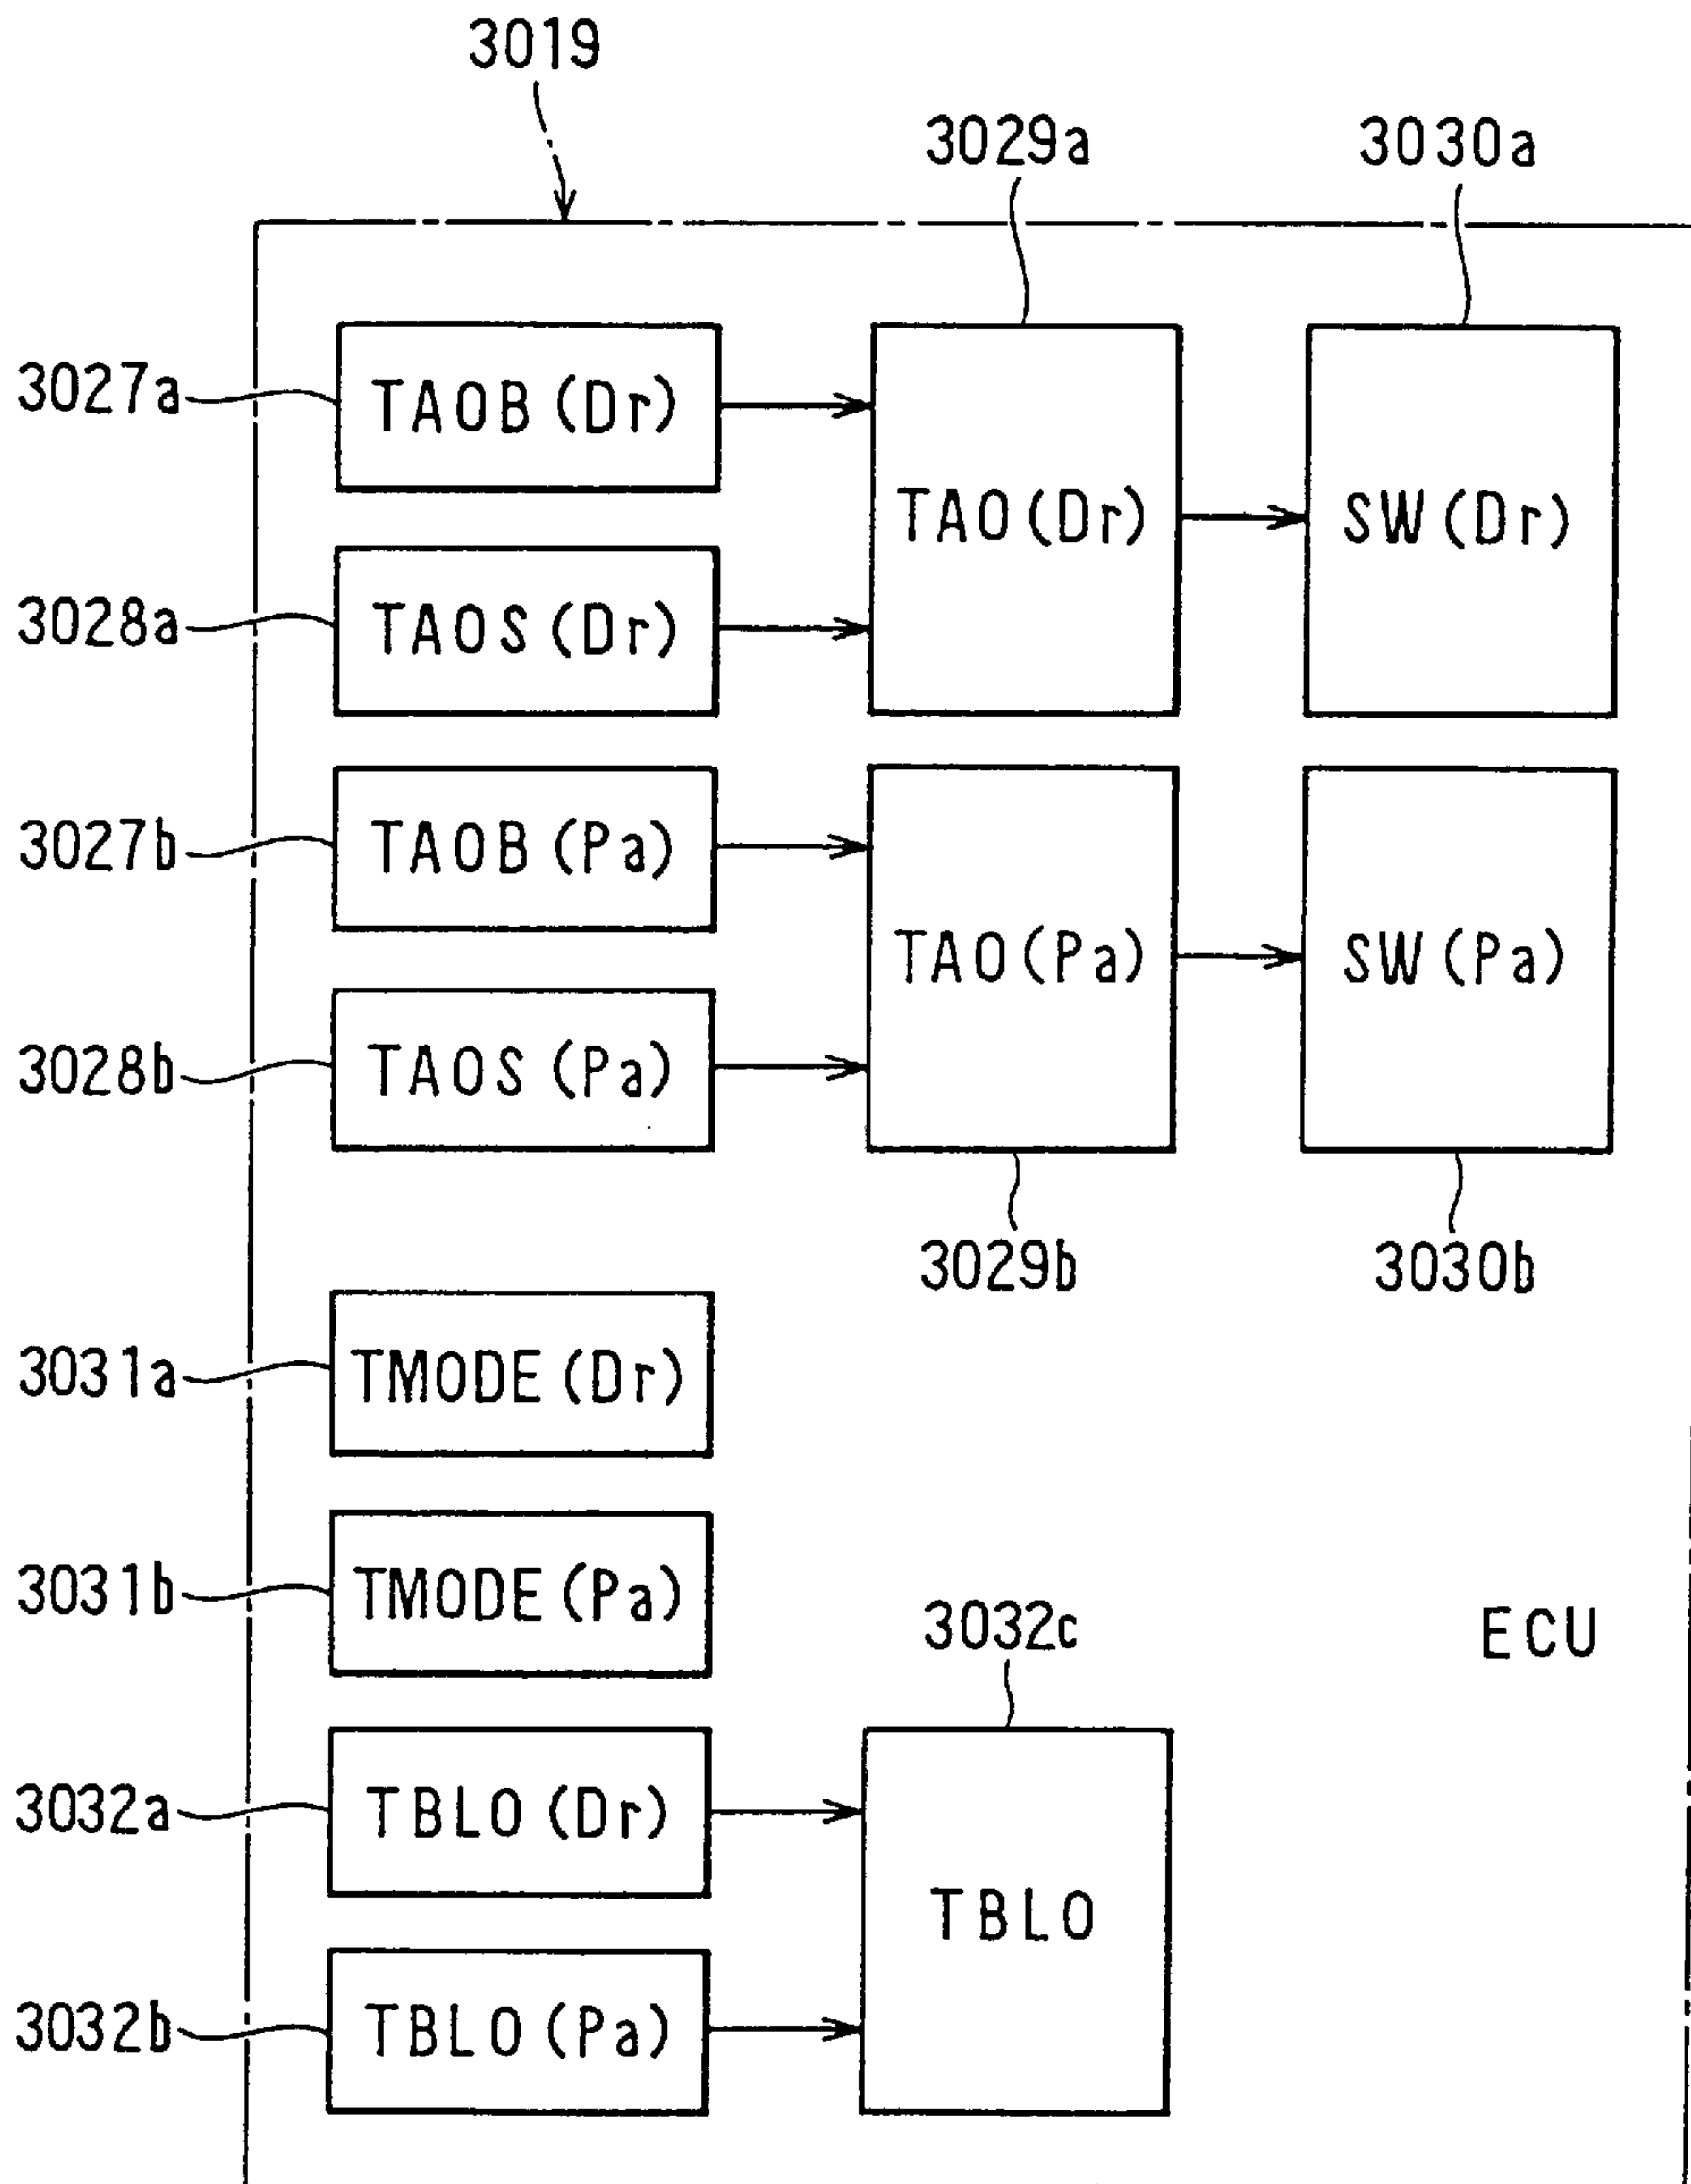 3019
3029a
3030a
3027a
TAOB (Dr)
TAO (Dr)
SW (Dr)
3028a
TAOS (Dr)
3027b
TAOB (Pa)
TAO (Pa)
SW (Pa)
3028b
TAOS (Pa)
3029b
3030b
3031a
TMODE (Dr)
3031b
TMODE (Pa)
3032c
ECU
3032a
TBLO (Dr)
TBLO
3032b
TBLO (Pa)